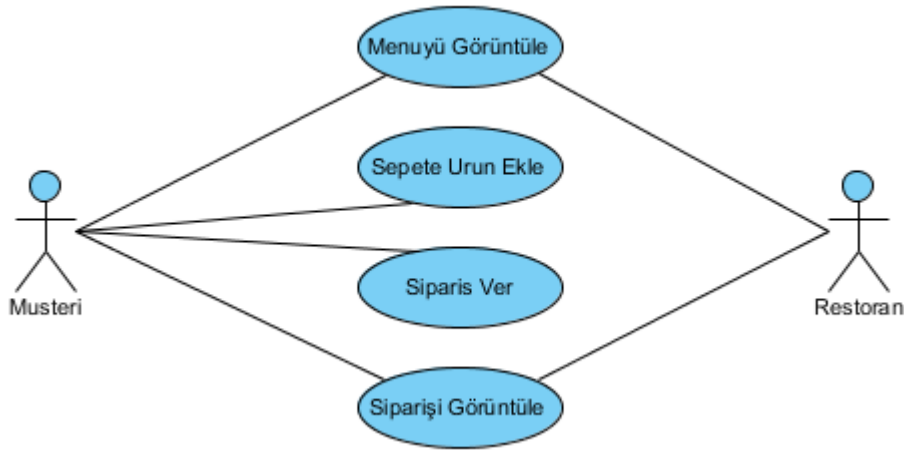 Menuyü Görüntüle
Sepete Urun Ekle
Siparis Ver
Siparişi Görüntüle
Musteri
Restoran